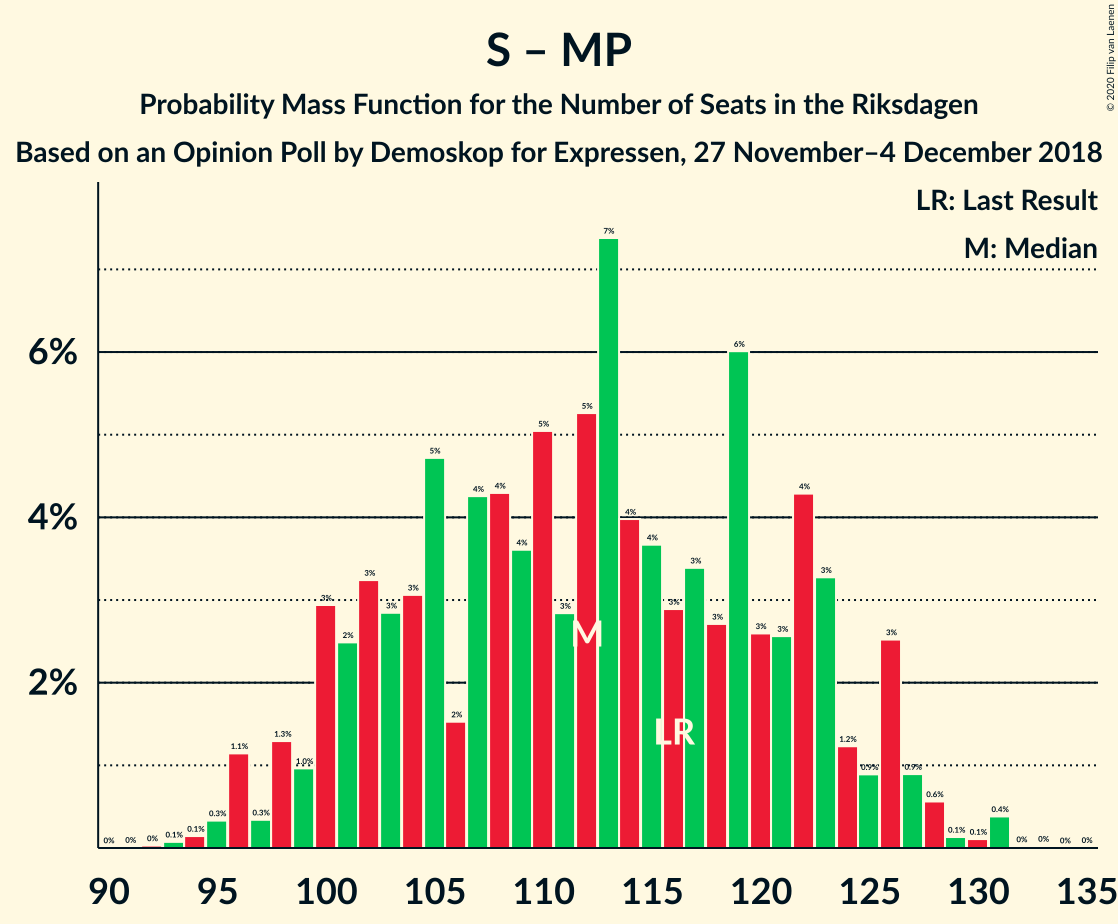 S – MP
Probability Mass Function for the Number of Seats in the Riksdagen
Based on an Opinion Poll by Demoskop for Expressen, 27 November–4 December 2018
© 2020 Filip van Laenen
LR: Last Result
M: Median
6%
4%
2%
0% 0% 0% 0.1% 0.1% 0.3% 1.1% 0.3% 1.3% 1.0% 3% 2% 3% 3% 3% 5% 2% 4% 4% 4% 5% 3% 5% 7% 4% 4% 3% 3% 3% 6% 3% 3% 4% 3% 1.2% 0.9% 3% 0.9% 0.6% 0.1% 0.1% 0.4% 0% 0% 0% 0%
M
LR
90 95 100 105 110 115 120 125 130 135